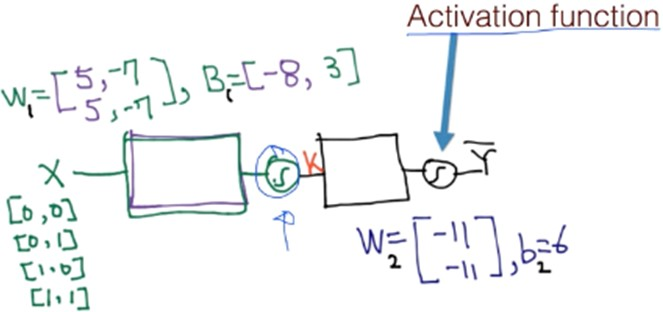 Activation function
W₁=[5,-7
5,-7], B₁=[-8, 3]
X
K
Y̅
[0,0]
[0,1]
[1,0]
[1,1]
W₂=[-11
-11], b₂=6